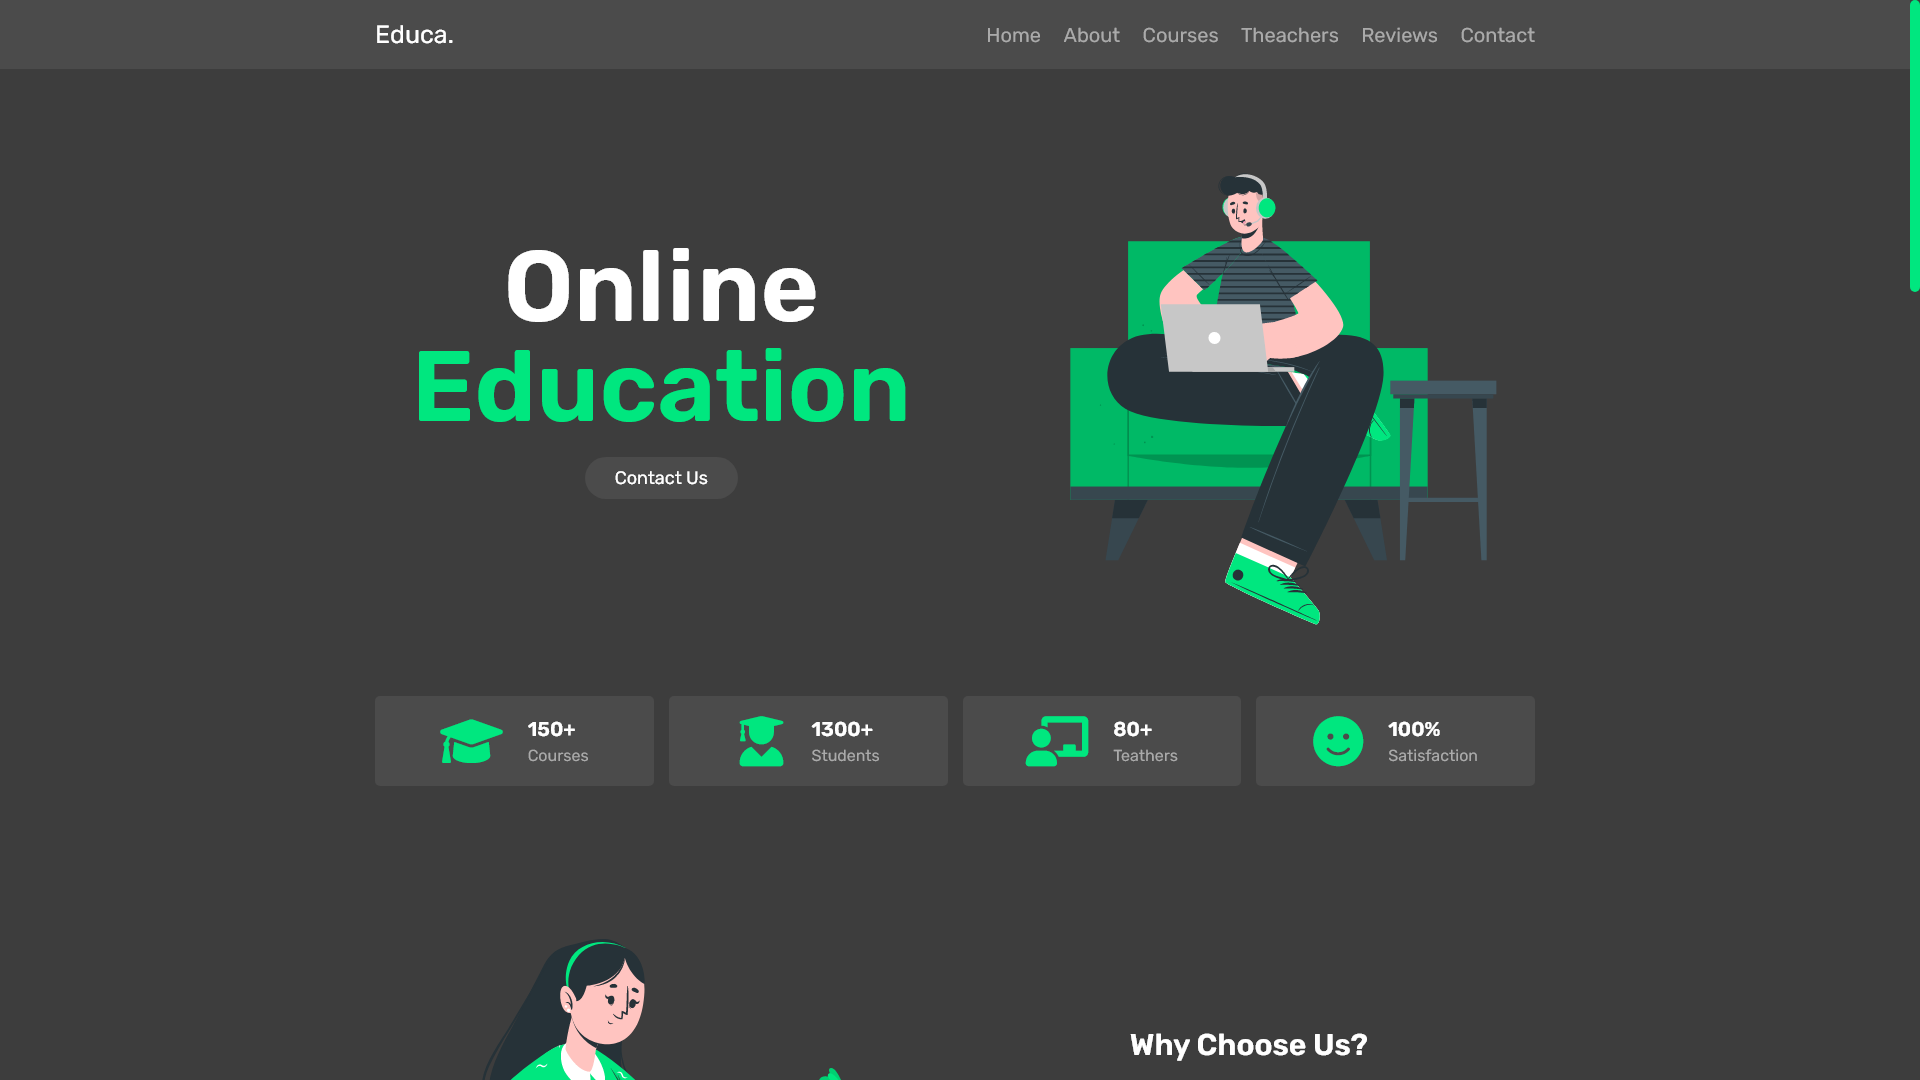 Educa.
Home About Courses Theachers Reviews Contact
Online
Education
Contact Us
150+
Courses
1300+
Students
80+
Teathers
100%
Satisfaction
Why Choose Us?